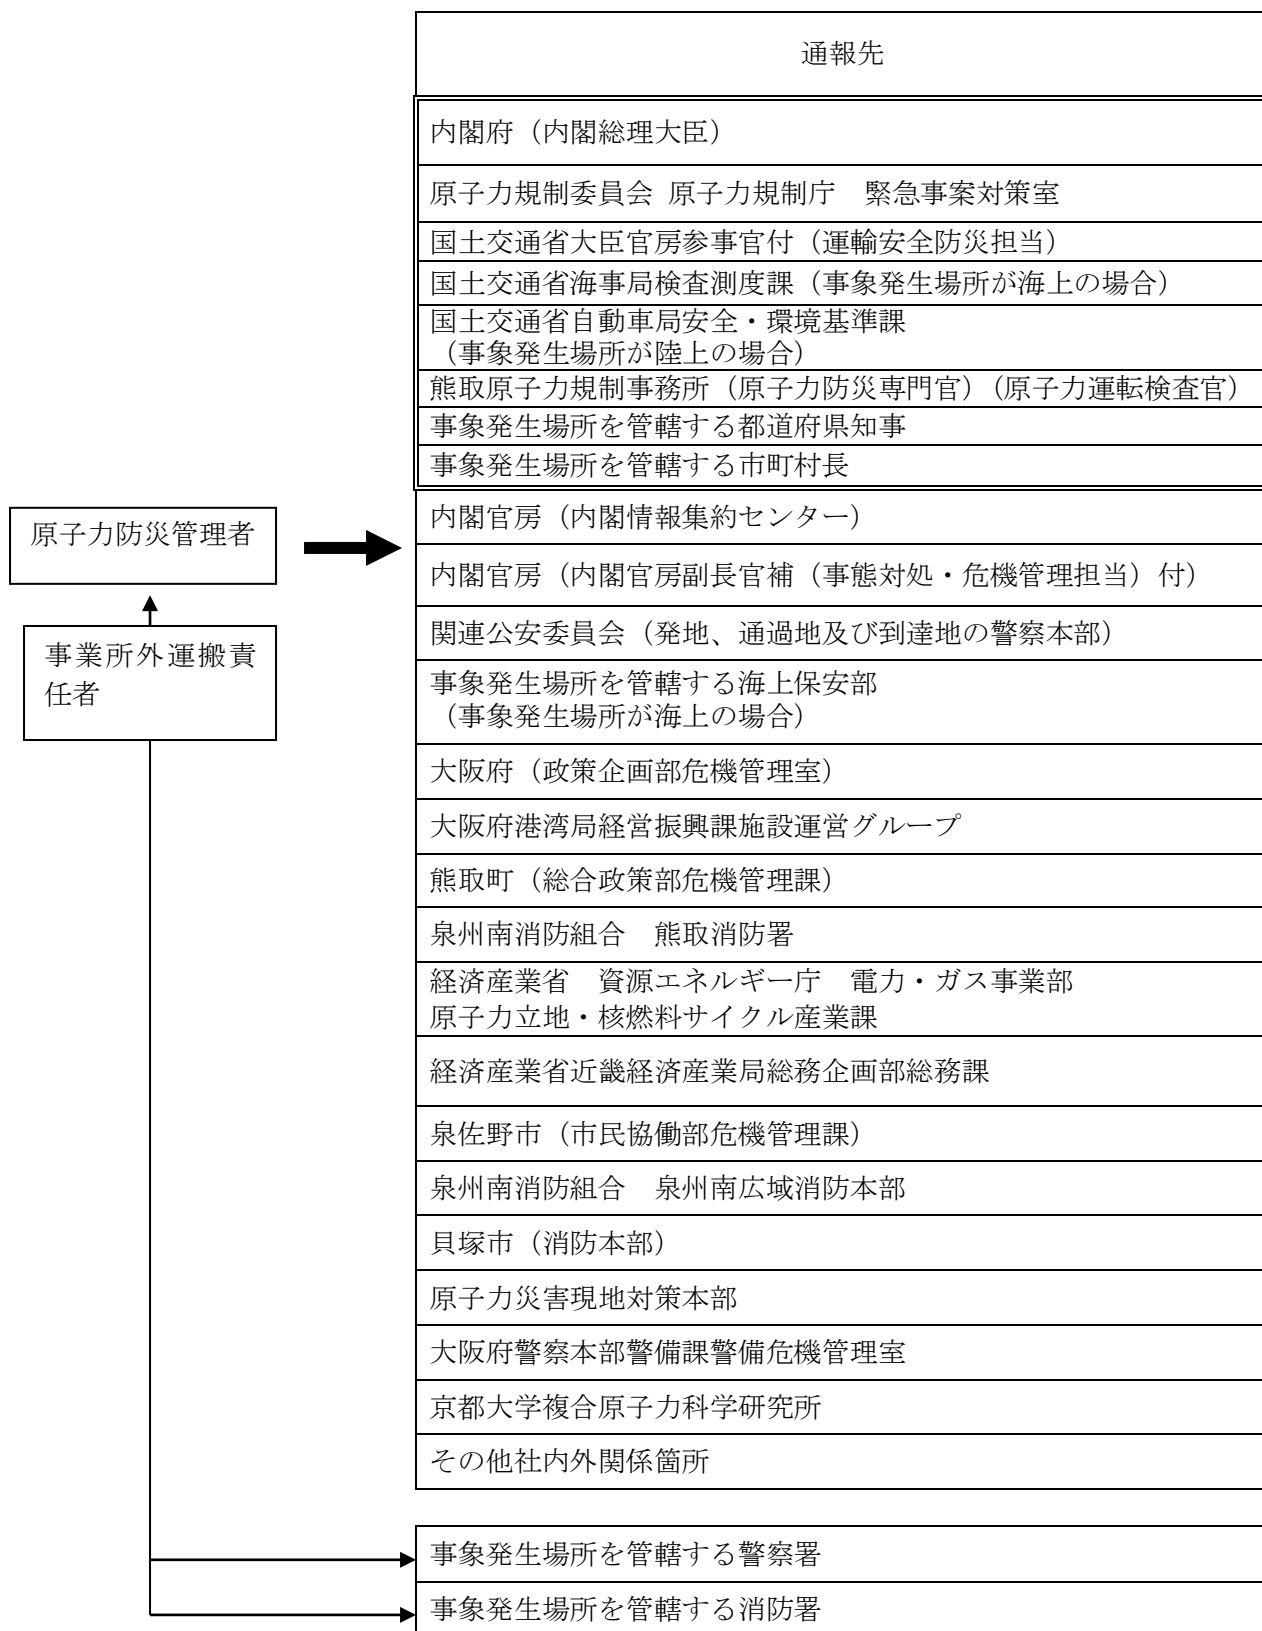 通報先
内閣府（内閣総理大臣）
原子力規制委員会 原子力規制庁　緊急事案対策室
国土交通省大臣官房参事官付（運輸安全防災担当）
国土交通省海事局検査測度課（事象発生場所が海上の場合）
国土交通省自動車局安全・環境基準課
（事象発生場所が陸上の場合）
熊取原子力規制事務所（原子力防災専門官）（原子力運転検査官）
事象発生場所を管轄する都道府県知事
事象発生場所を管轄する市町村長
原子力防災管理者
事業所外運搬責
任者
内閣官房（内閣情報集約センター）
内閣官房（内閣官房副長官補（事態対処・危機管理担当）付）
関連公安委員会（発地、通過地及び到達地の警察本部）
事象発生場所を管轄する海上保安部
（事象発生場所が海上の場合）
大阪府（政策企画部危機管理室）
大阪府港湾局経営振興課施設運営グループ
熊取町（総合政策部危機管理課）
泉州南消防組合　熊取消防署
経済産業省　資源エネルギー庁　電力・ガス事業部
原子力立地・核燃料サイクル産業課
経済産業省近畿経済産業局総務企画部総務課
泉佐野市（市民協働部危機管理課）
泉州南消防組合　泉州南広域消防本部
貝塚市（消防本部）
原子力災害現地対策本部
大阪府警察本部警備課警備危機管理室
京都大学複合原子力科学研究所
その他社内外関係箇所
事象発生場所を管轄する警察署
事象発生場所を管轄する消防署